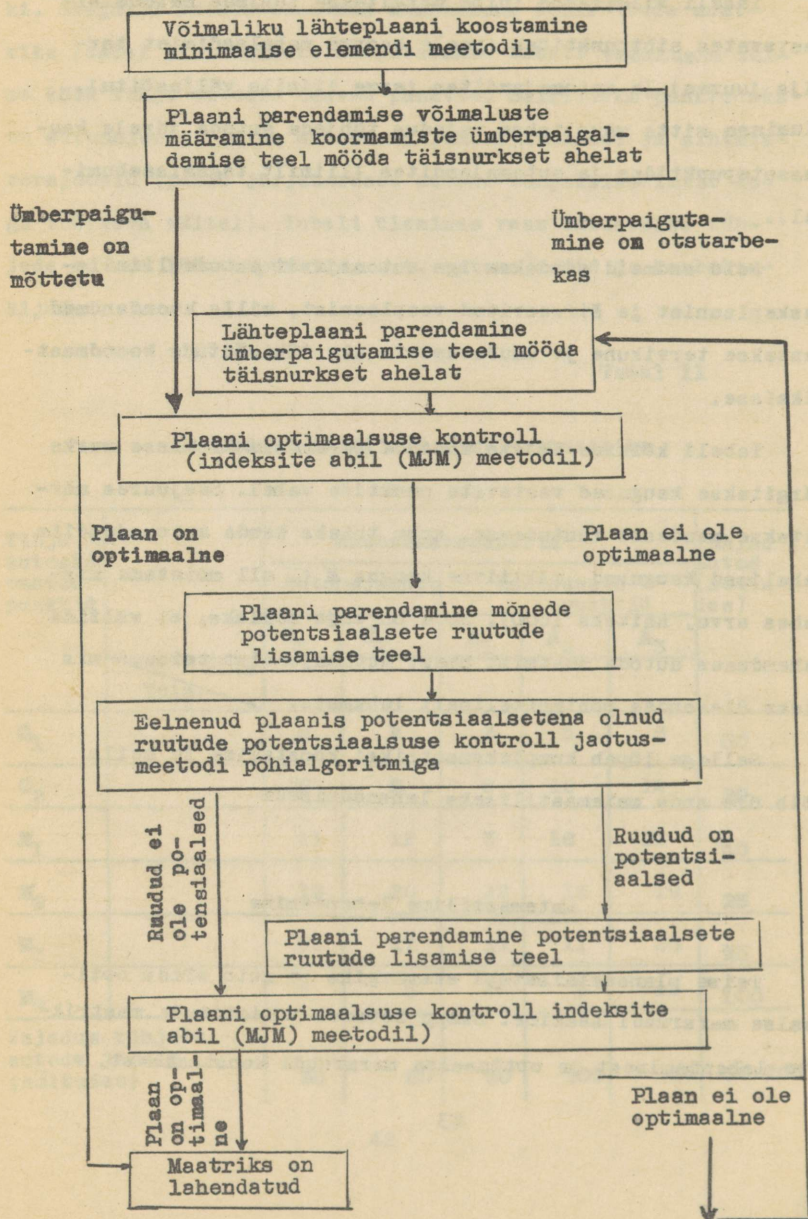 Võimaliku lähteplaani koostamine
minimaalse elemendi meetodil
Plaani parendamise võimaluste
määramine koormamiste ümberpaigal-
damise teel mööda täisnurkset ahelat
Ümberpaigu-
tamine on
mõttetu
Ümberpaiguta-
mine on otstarbe-
kas
Lähteplaani parendamine
ümberpaigutamise teel mööda
täisnurkset ahelat
Plaani optimaalsuse kontroll
(indeksite abil (MJM) meetodil)
Plaan on
optimaalne
Plaan ei ole
optimaalne
Plaani parendamine mõnede
potentsiaalsete ruutude
lisamise teel
Eelnenud plaanis potentsiaalsetena olnud
ruutude potentsiaalsuse kontroll jaotus-
meetodi põhialgoritmiga
Ruudud ei
ole po-
tensiaalsed
Ruudud on
potentsi-
aalsed
Plaani parendamine potentsiaalsete
ruutude lisamise teel
Plaani optimaalsuse kontroll indeksite
abil (MJM) meetodil)
Plaan
on op-
timaal-
ne
Plaan ei ole
optimaalne
Maatriks on
lahendatud